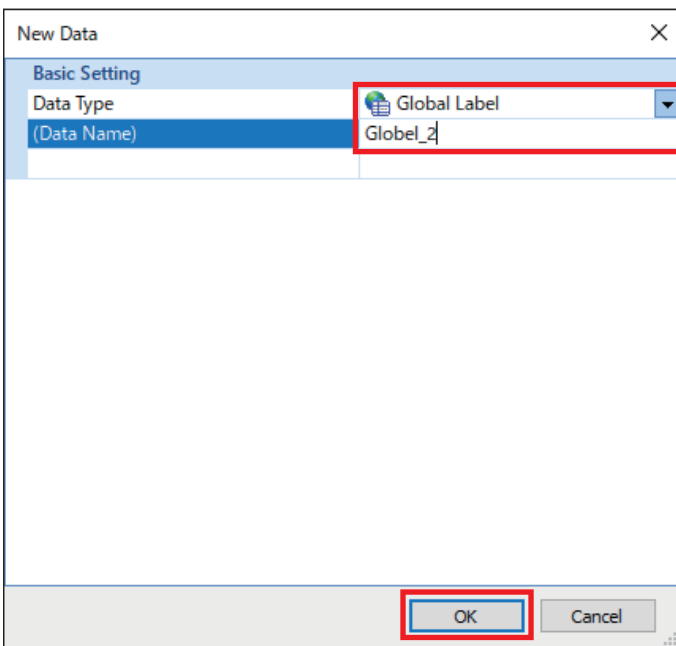 New Data
Basic Setting
Data Type Global Label
(Data Name) Globel_2
OK Cancel